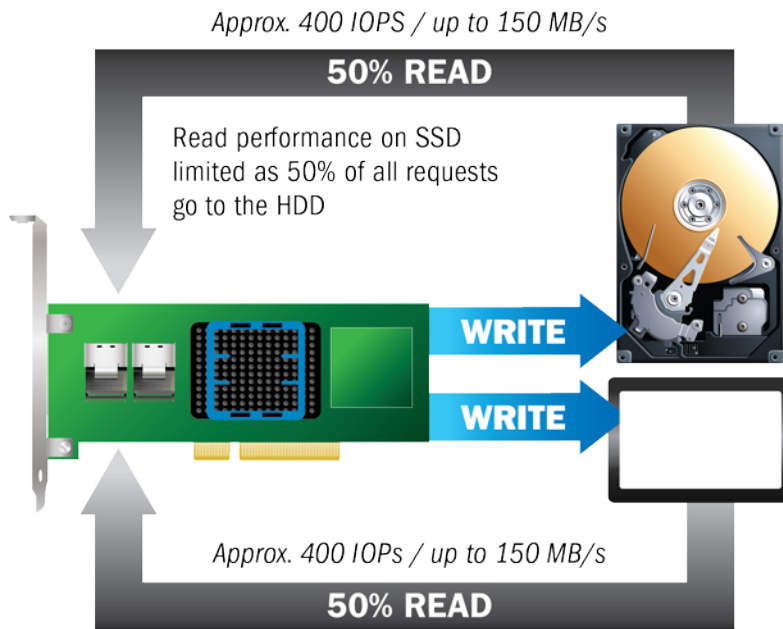 Approx. 400 IOPS / up to 150 MB/s
50% READ
Read performance on SSD
limited as 50% of all requests
go to the HDD
WRITE
WRITE
Approx. 400 IOPs / up to 150 MB/s
50% READ